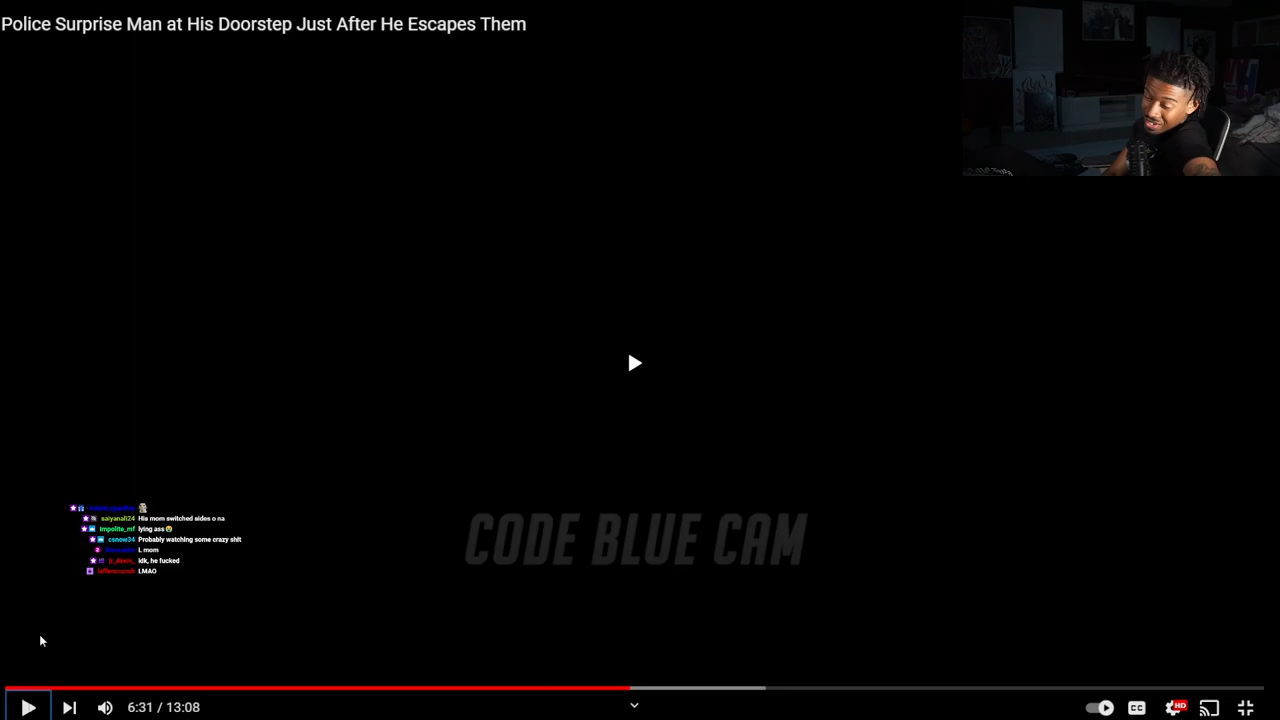 Police Surprise Man at His Doorstep Just After He Escapes Them
saiyanali24 His mom switched sides o na
impolite_mf lying ass
csnow34 Probably watching some crazy shit
L mom
idk, he fucked
LMAO
CODE BLUE CAM
6:31 / 13:08
CC
HD